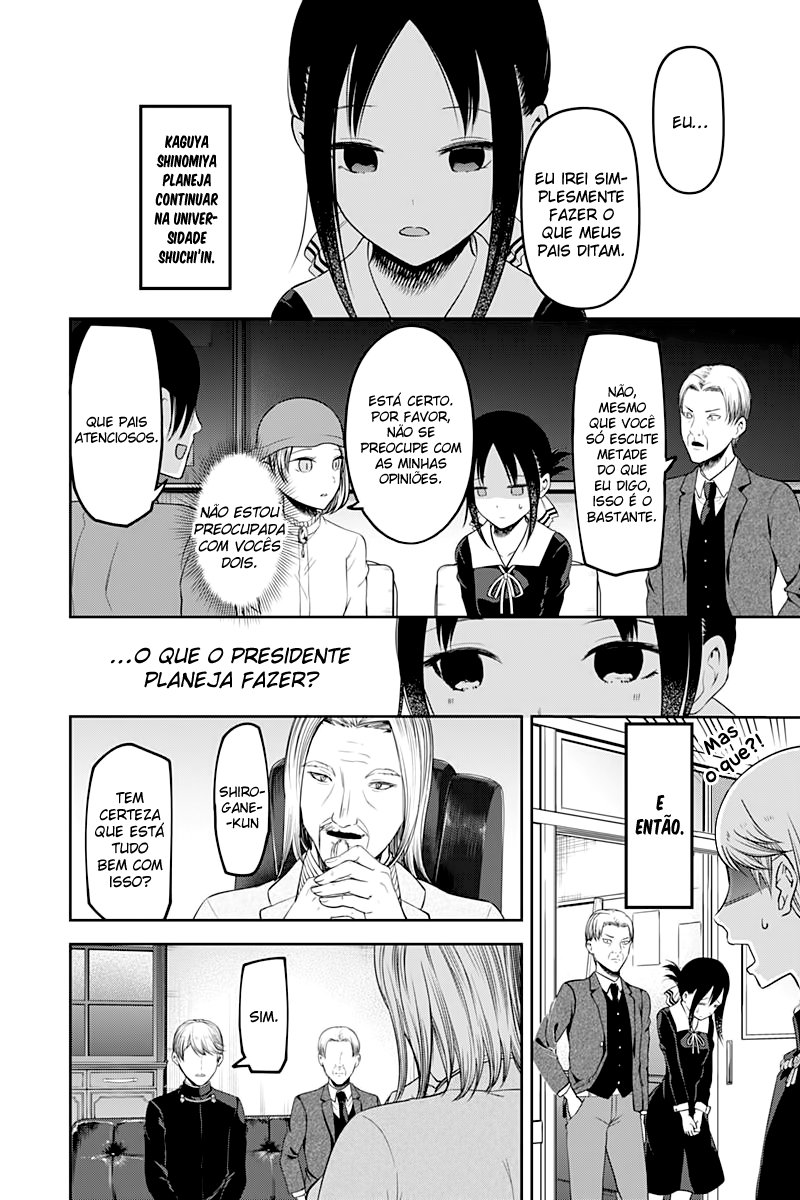 EU...
EU IREI SIM-
PLESMENTE
FAZER O
QUE MEUS
PAIS DITAM.
KAGUYA
SHINOMIYA
PLANEJA
CONTINUAR
NA UNIVER-
SIDADE
SHUCHI'IN.
NÃO,
MESMO
QUE VOCÊ
SÓ ESCUTE
METADE
DO QUE
EU DIGO,
ISSO É O
BASTANTE.
ESTÁ CERTO.
POR FAVOR,
NÃO SE
PREOCUPE COM
AS MINHAS
OPINIÕES.
NÃO ESTOU
PREOCUPADA
COM VOCÊS
DOIS.
QUE PAIS
ATENCIOSOS.
...O QUE O PRESIDENTE
PLANEJA FAZER?
Mas
o que?!
E
ENTÃO.
SHIRO-
GANE-
-KUN
TEM
CERTEZA
QUE ESTÁ
TUDO
BEM COM
ISSO?
SIM.